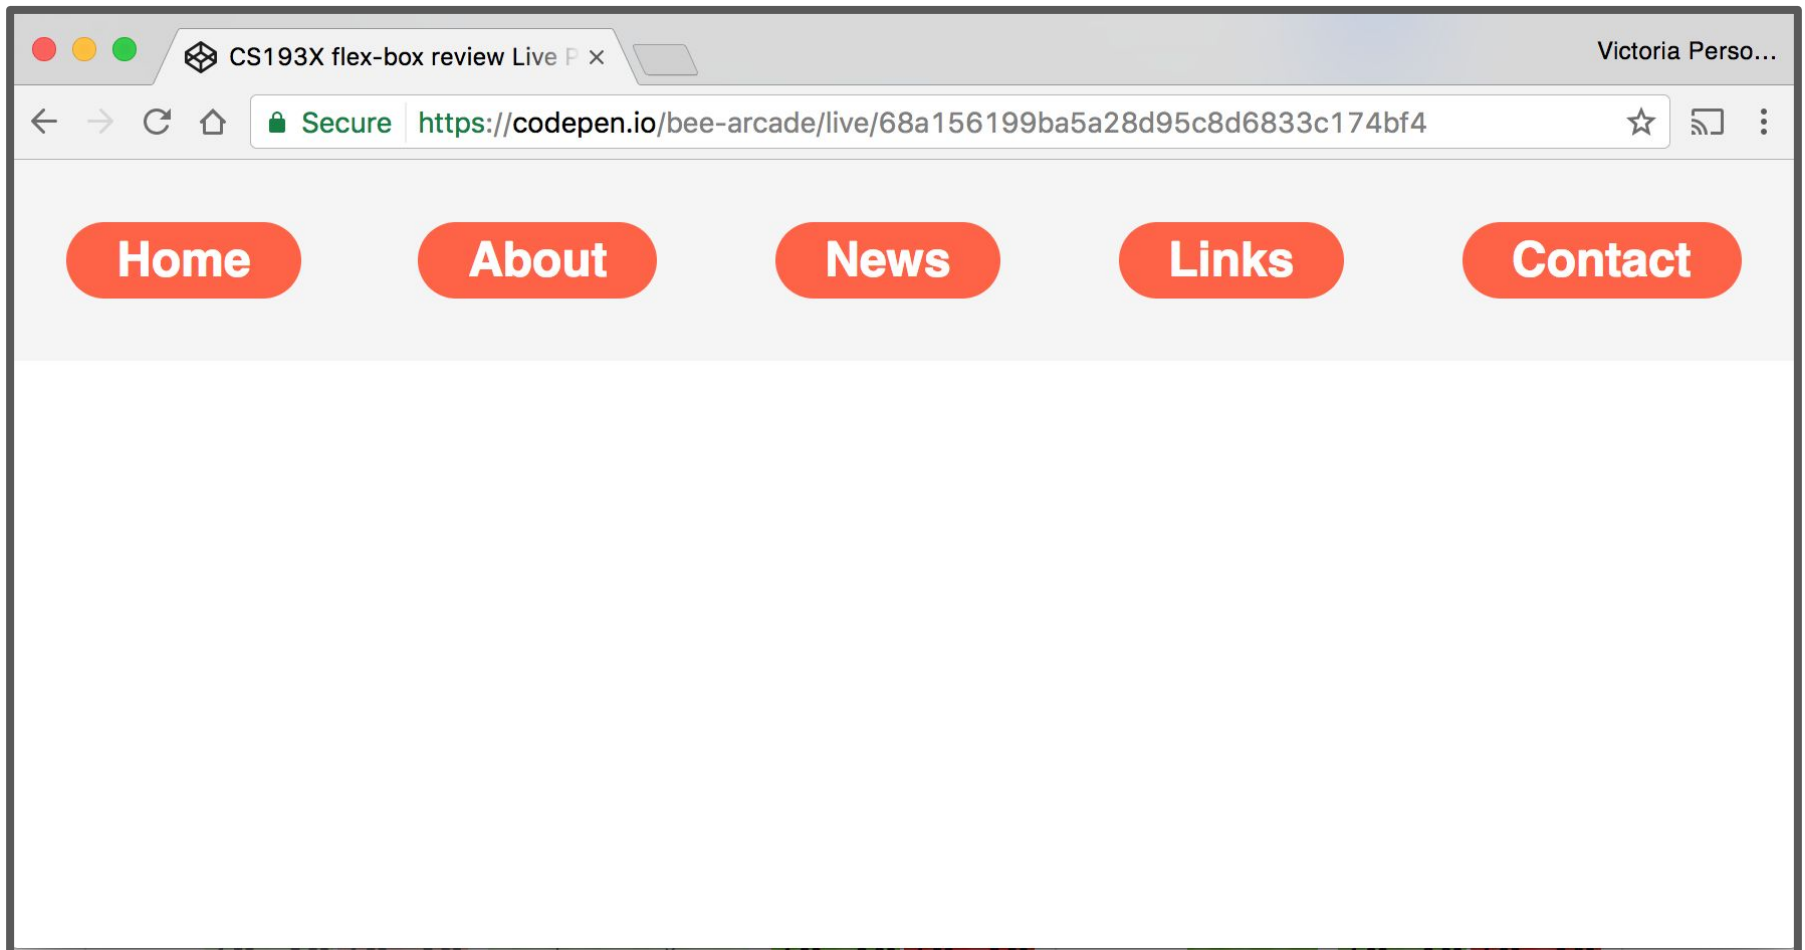 CS193X flex-box review Live P
Victoria Perso...
Secure https://codepen.io/bee-arcade/live/68a156199ba5a28d95c8d6833c174bf4
Home About News Links Contact